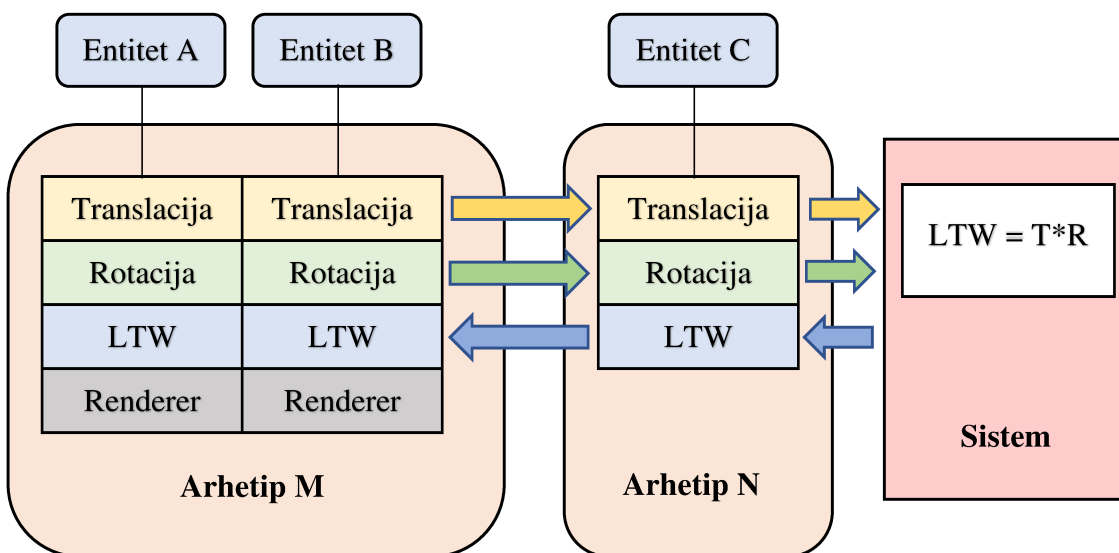 Entitet A
Entitet B
Entitet C
Translacija
Translacija
Translacija
LTW = T*R
Rotacija
Rotacija
Rotacija
LTW
LTW
LTW
Renderer
Renderer
Sistem
Arhetip M
Arhetip N